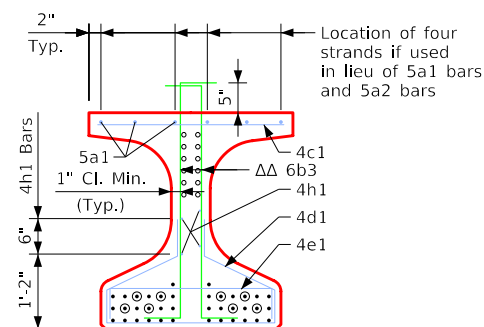 2"
Typ.
Location of four
strands if used
in lieu of 5a1 bars
and 5a2 bars
5"
4c1
5a1
4h1 Bars
1" Cl. Min.
(Typ.)
ΔΔ 6b3
4h1
4d1
6"
4e1
1'-2"